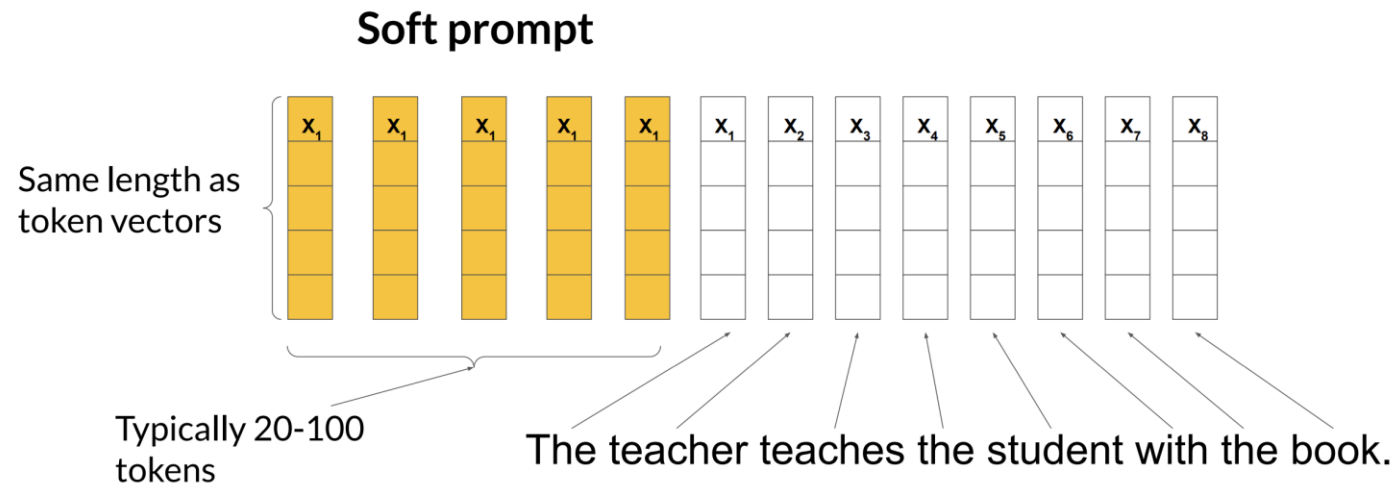 Soft prompt
X₁ X₁ X₁ X₁ X₁ X₁ X₂ X₃ X₄ X₅ X₆ X₇ X₈
Same length as
token vectors
Typically 20-100
tokens
The teacher teaches the student with the book.